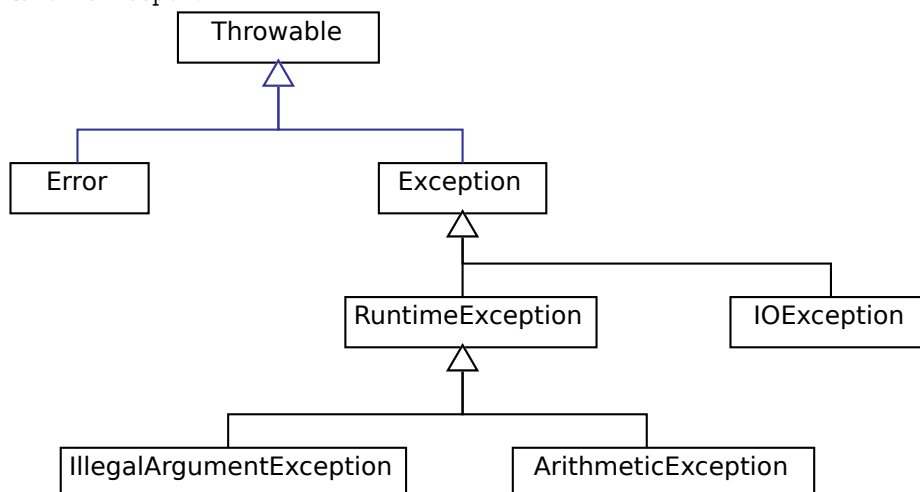 Throwable
Error
Exception
RuntimeException
IOException
IllegalArgumentException
ArithmeticException